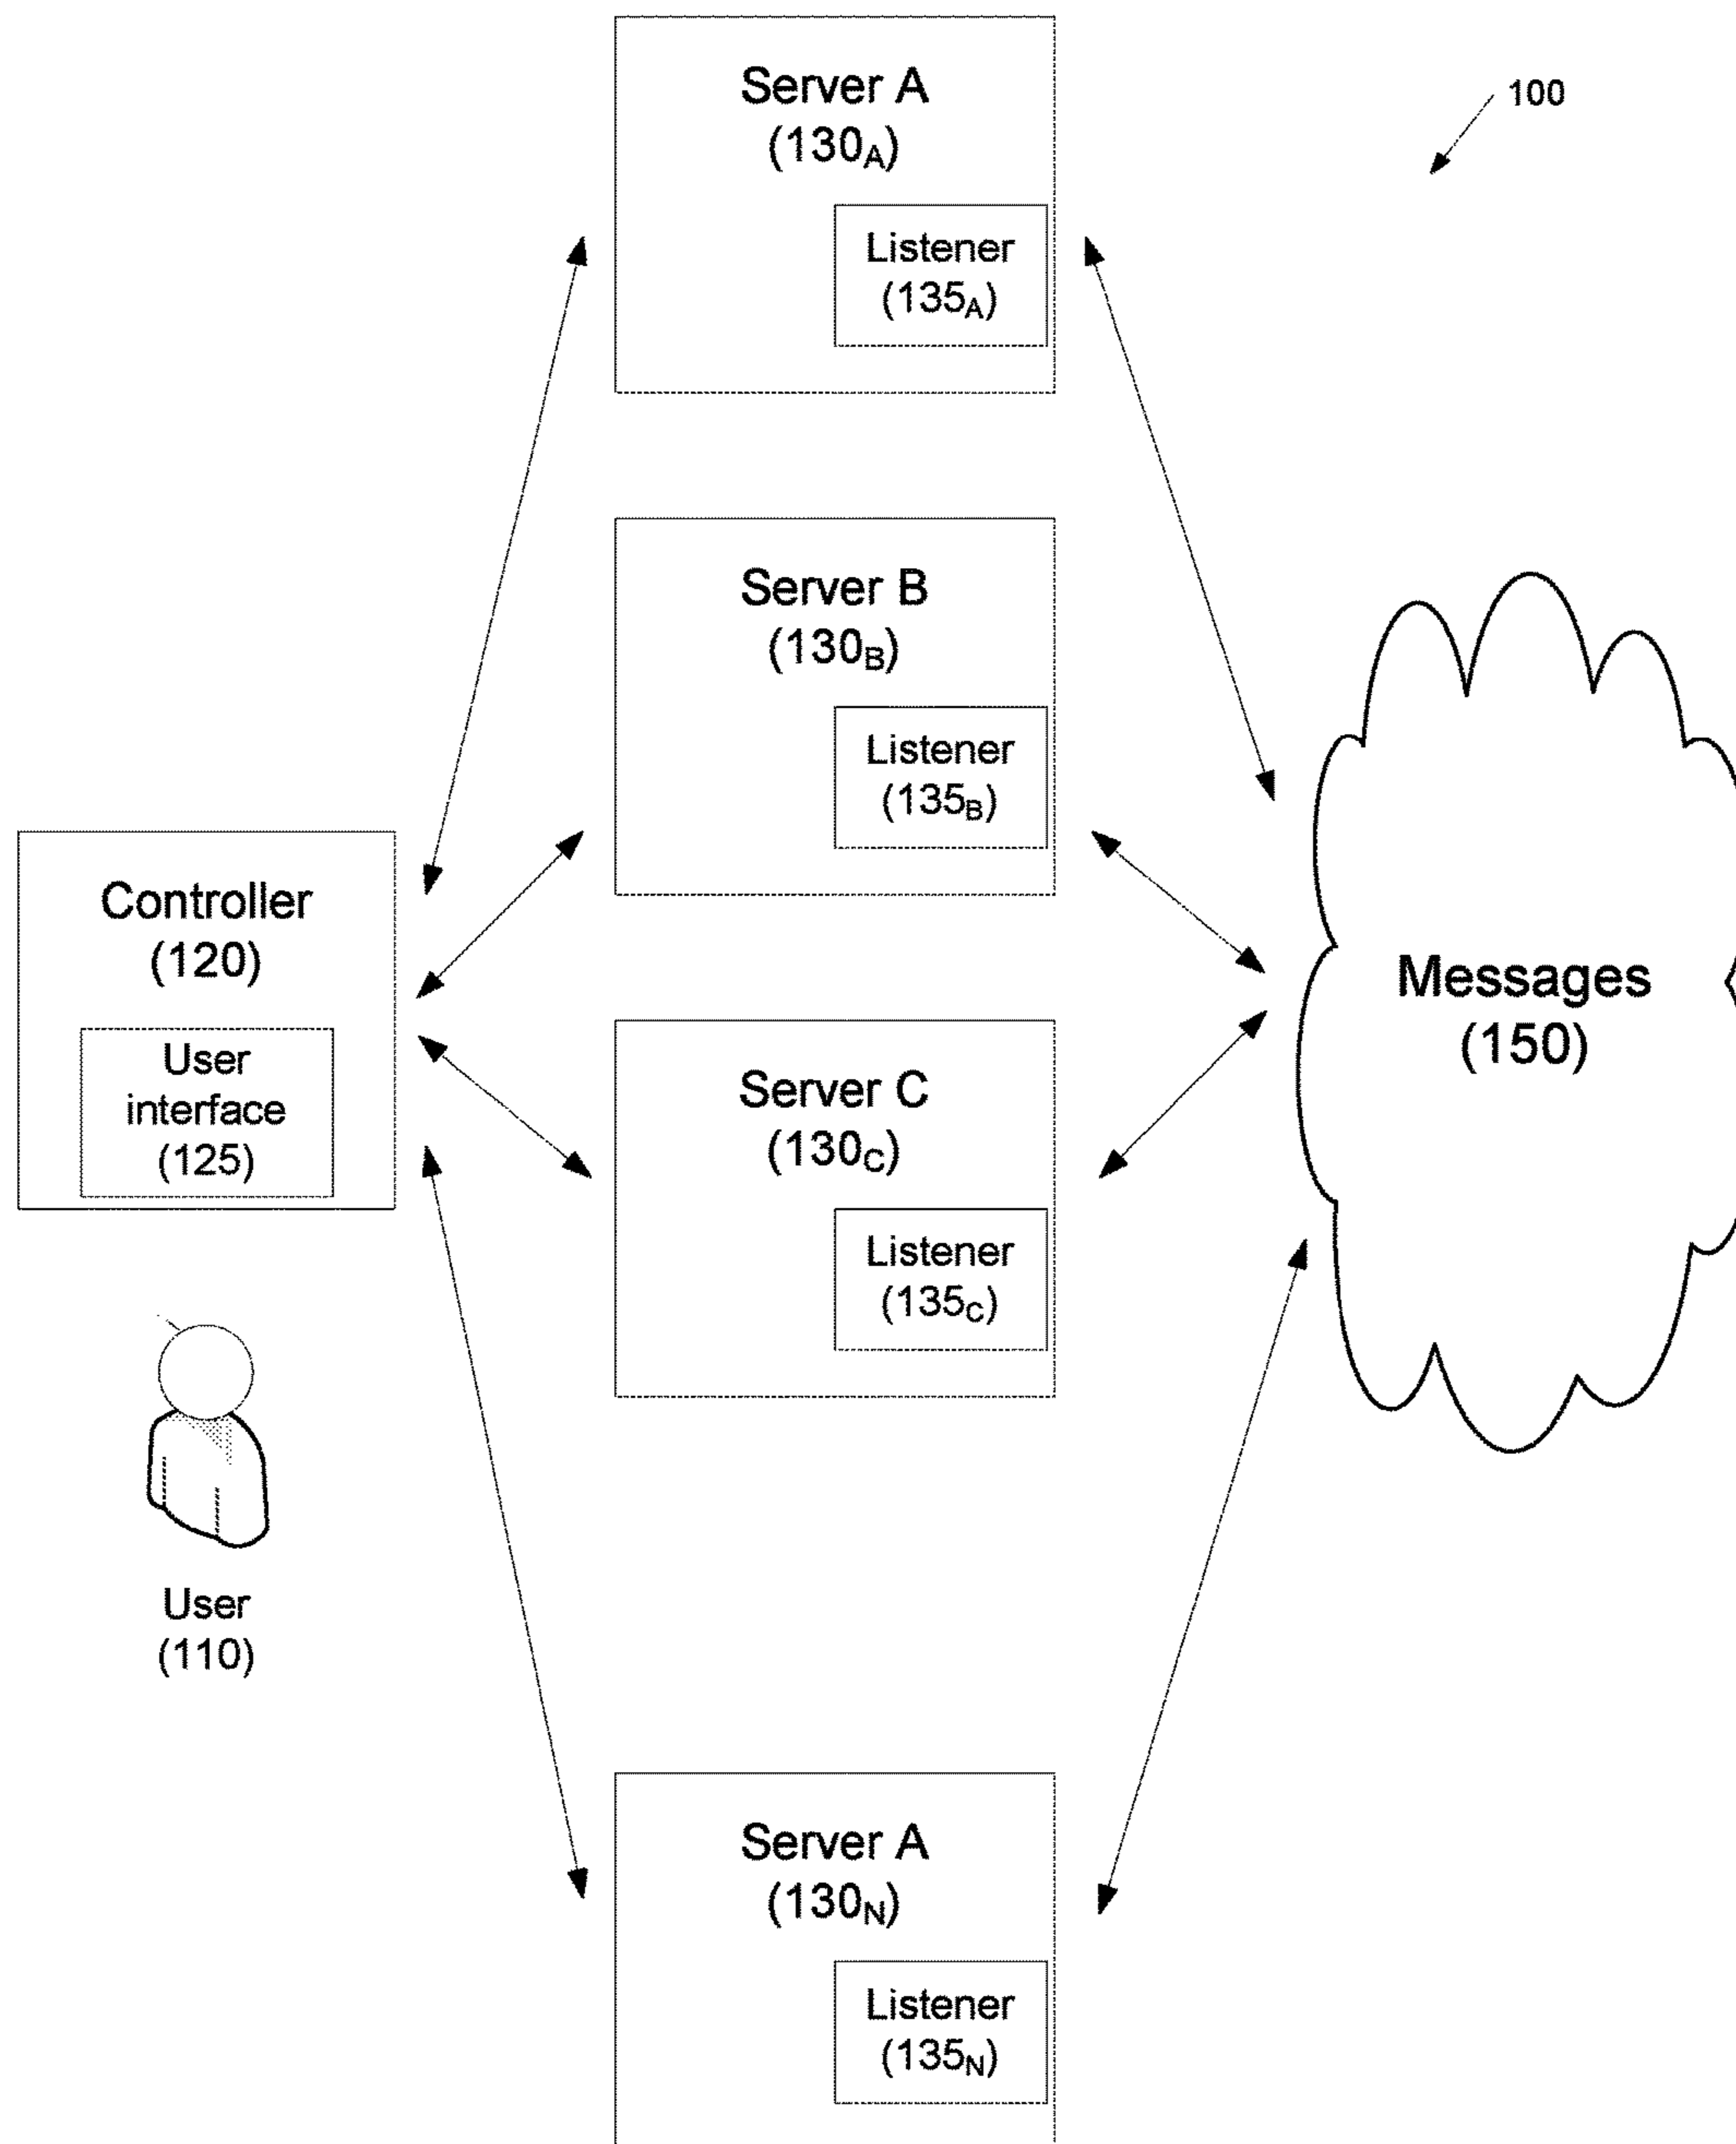 Server A
(130A)
100
Listener
(135A)
Server B
(130B)
Listener
(135B)
Controller
(120)
User
interface
(125)
Messages
(150)
Server C
(130C)
Listener
(135C)
User
(110)
Server A
(130N)
Listener
(135N)